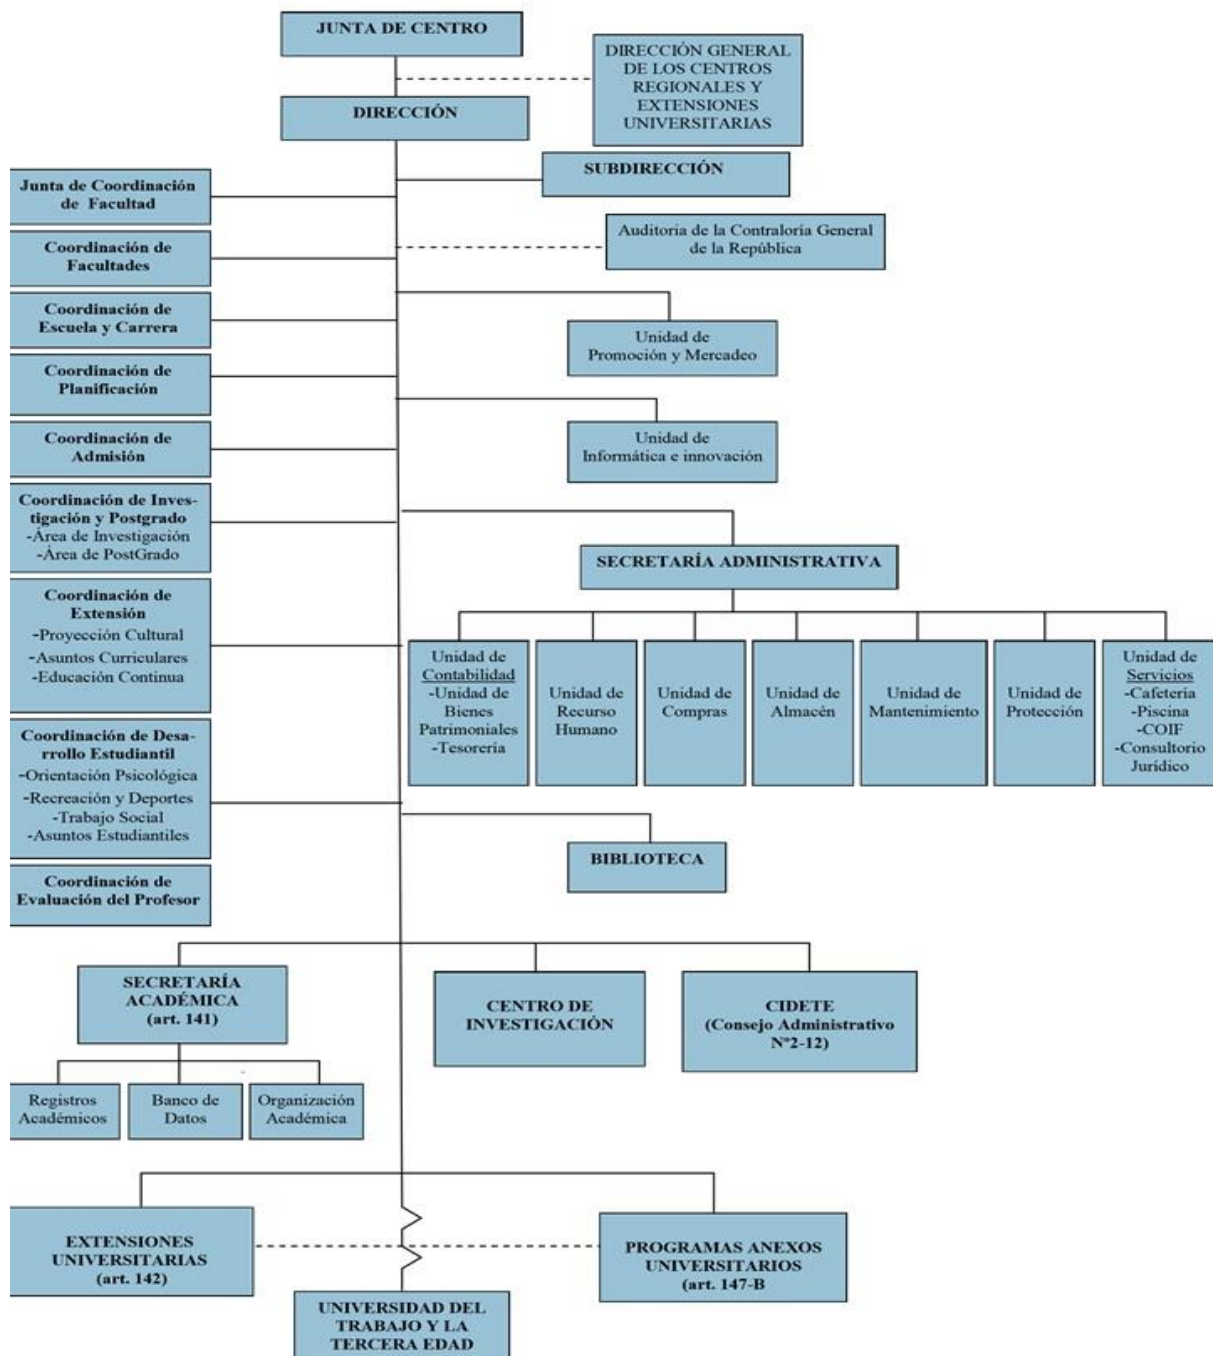 JUNTA DE CENTRO
DIRECCIÓN GENERAL
DE LOS CENTROS
REGIONALES Y
EXTENSIONES
UNIVERSITARIAS
DIRECCIÓN
SUBDIRECCIÓN
Junta de Coordinación
de Facultad
Auditoria de la Contraloría General
de la República
Coordinación de
Facultades
Coordinación de
Escuela y Carrera
Unidad de
Promoción y Mercadeo
Coordinación de
Planificación
Unidad de
Informática e innovación
Coordinación de
Admisión
Coordinación de Inves-
tigación y Postgrado
-Área de Investigación
-Área de PostGrado
SECRETARÍA ADMINISTRATIVA
Coordinación de
Extensión
-Proyección Cultural
-Asuntos Curriculares
-Educación Continua
Unidad de
Contabilidad
-Unidad de
Bienes
Patrimoniales
-Tesorería
Unidad de
Recurso
Humano
Unidad de
Compras
Unidad de
Almacén
Unidad de
Mantenimiento
Unidad de
Protección
Unidad de
Servicios
-Cafeteria
-Piscina
-COIF
-Consultorio
Jurídico
Coordinación de Desa-
rrollo Estudiantil
-Orientación Psicológica
-Recreación y Deportes
-Trabajo Social
-Asuntos Estudiantiles
BIBLIOTECA
Coordinación de
Evaluación del Profesor
SECRETARÍA
ACADÉMICA
(art. 141)
CENTRO DE
INVESTIGACIÓN
CIDETE
(Consejo Administrativo
Nº2-12)
Registros
Académicos
Banco de
Datos
Organización
Académica
EXTENSIONES
UNIVERSITARIAS
(art. 142)
PROGRAMAS ANEXOS
UNIVERSITARIOS
(art. 147-B
UNIVERSIDAD DEL
TRABAJO Y LA
TERCERA EDAD